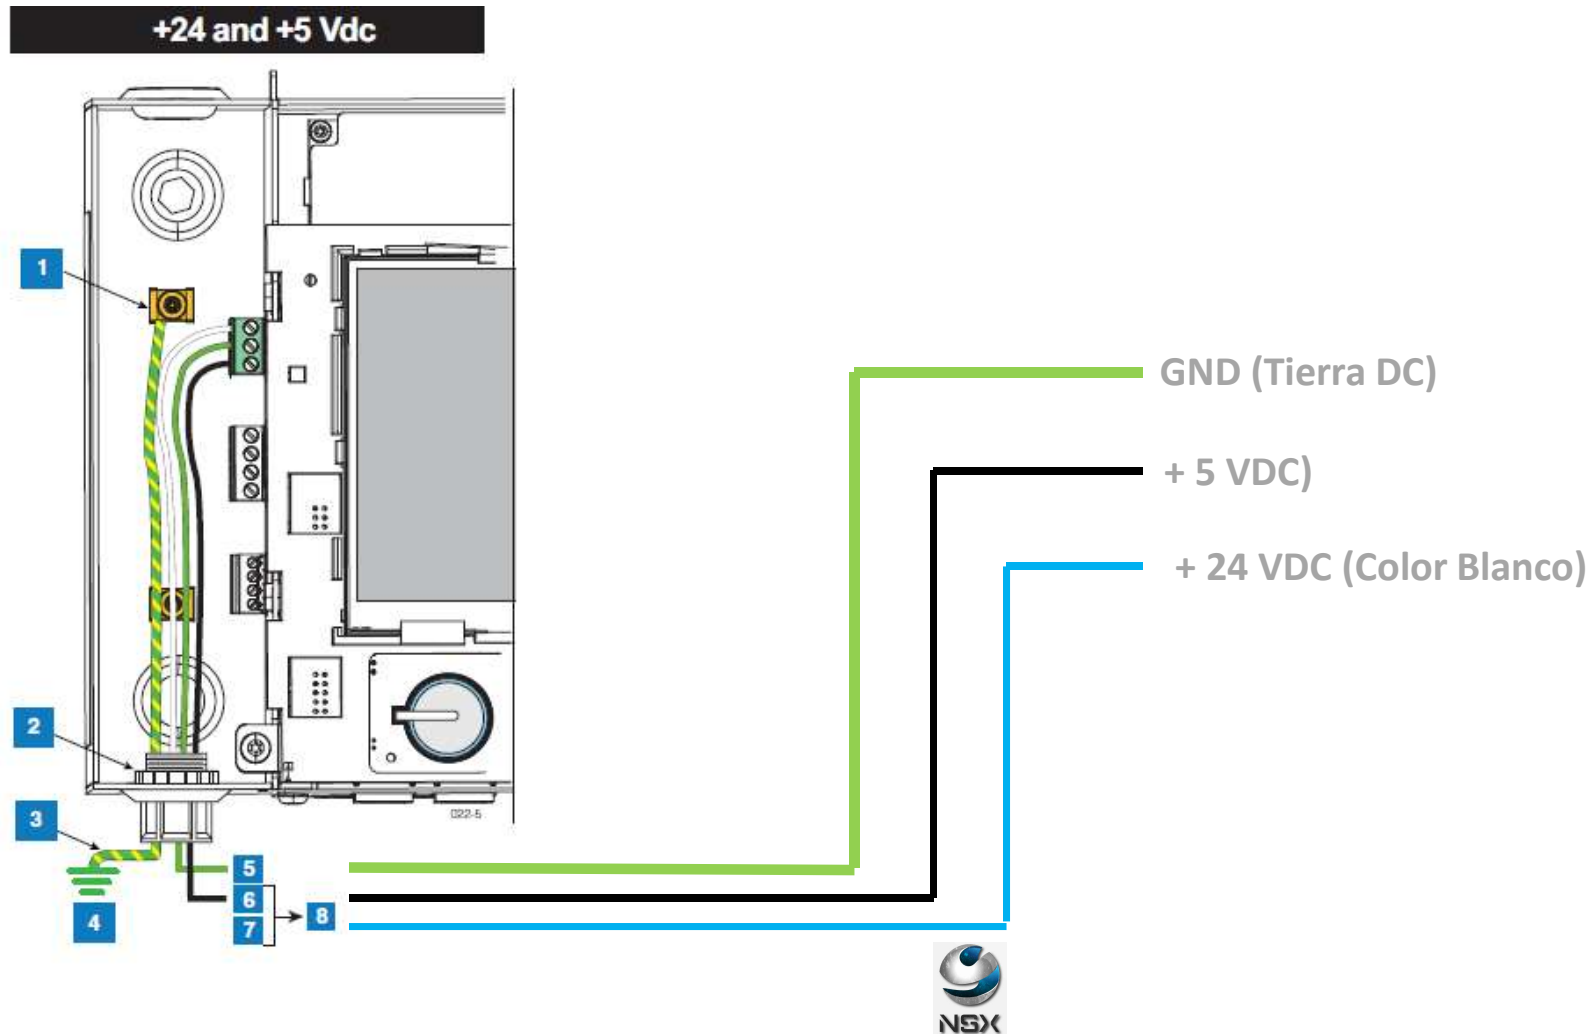 +24 and +5 Vdc
1
GND (Tierra DC)
+ 5 VDC)
+ 24 VDC (Color Blanco)
2
022-5
3
5
6
7
8
4
NSX